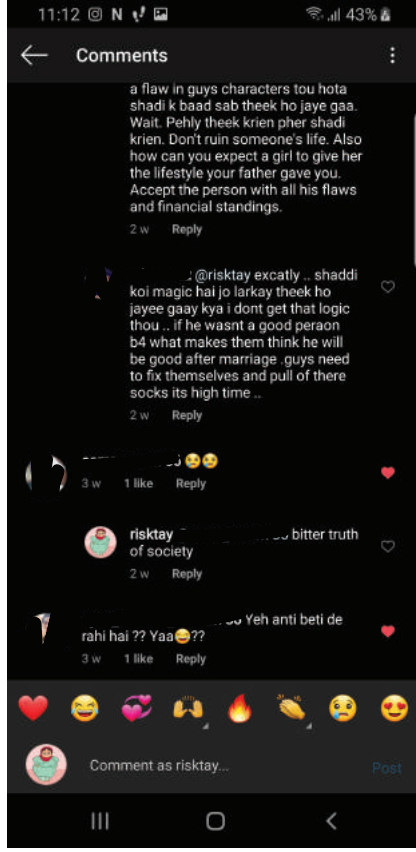 11:12 N 43%
Comments
a flaw in guys characters tou hota
shadi k baad sab theek ho jaye gaa.
Wait. Pehly theek krien pher shadi
krien. Don't ruin someone's life. Also
how can you expect a girl to give her
the lifestyle your father gave you.
Accept the person with all his flaws
and financial standings.
2 w Reply
@risktay excatly .. shaddi
koi magic hai jo larkay theek ho
jayee gaay kya i dont get that logic
thou .. if he wasnt a good peraon
b4 what makes them think he will
be good after marriage .guys need
to fix themselves and pull of there
socks its high time ..
2 w Reply
😢😢
3 w 1 like Reply
risktay bitter truth
of society
2 w Reply
Yeh anti beti de
rahi hai ?? Yaa😂??
3 w 1 like Reply
❤️ 😂 💞 🙌 🔥 👏 😢 😍
Comment as risktay... Post